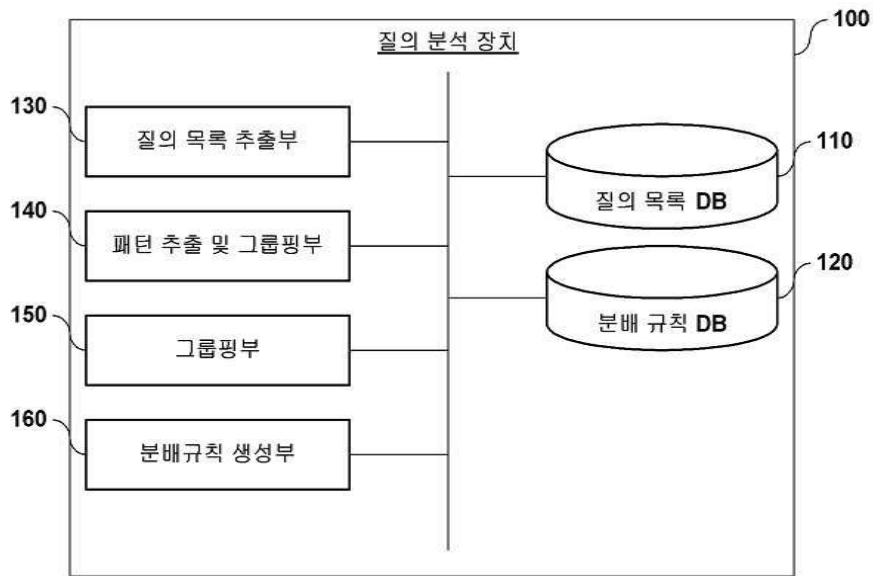 100
질의 분석 장치
130
질의 목록 추출부
110
질의 목록 DB
140
패턴 추출 및 그룹핑부
120
분배 규칙 DB
150
그룹핑부
160
분배규칙 생성부